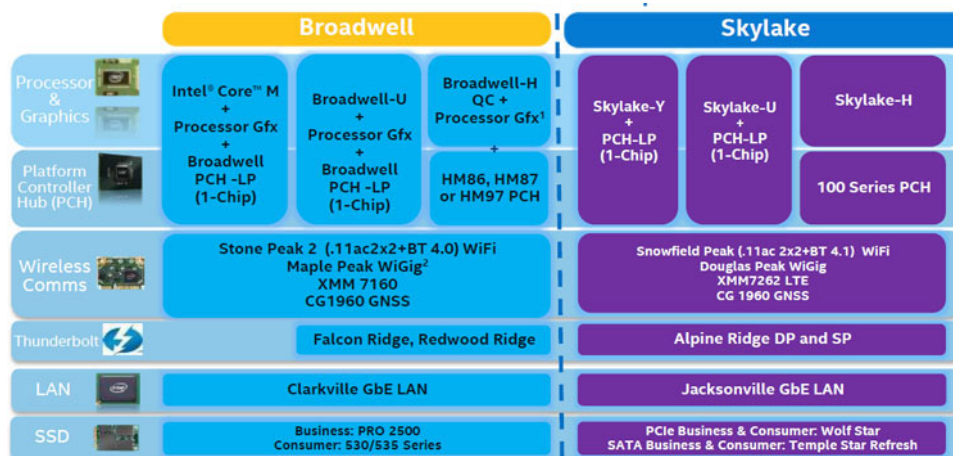 Broadwell
Skylake
Processor
&
Graphics
Intel® Core™ M
+
Processor Gfx
+
Broadwell
PCH -LP
(1-Chip)
Broadwell-U
+
Processor Gfx
+
Broadwell
PCH -LP
(1-Chip)
Broadwell-H
QC +
Processor Gfx¹
+
HM86, HM87
or HM97 PCH
Skylake-Y
+
PCH-LP
(1-Chip)
Skylake-U
+
PCH-LP
(1-Chip)
Skylake-H
100 Series PCH
Platform
Controller
Hub (PCH)
Wireless
Comms
Stone Peak 2 (.11ac2x2+BT 4.0) WiFi
Maple Peak WiGig²
XMM 7160
CG1960 GNSS
Snowfield Peak (.11ac 2x2+BT 4.1) WiFi
Douglas Peak WiGig
XMM7262 LTE
CG 1960 GNSS
Thunderbolt
Falcon Ridge, Redwood Ridge
Alpine Ridge DP and SP
LAN
Clarkville GbE LAN
Jacksonville GbE LAN
SSD
Business: PRO 2500
Consumer: 530/535 Series
PCIe Business & Consumer: Wolf Star
SATA Business & Consumer: Temple Star Refresh